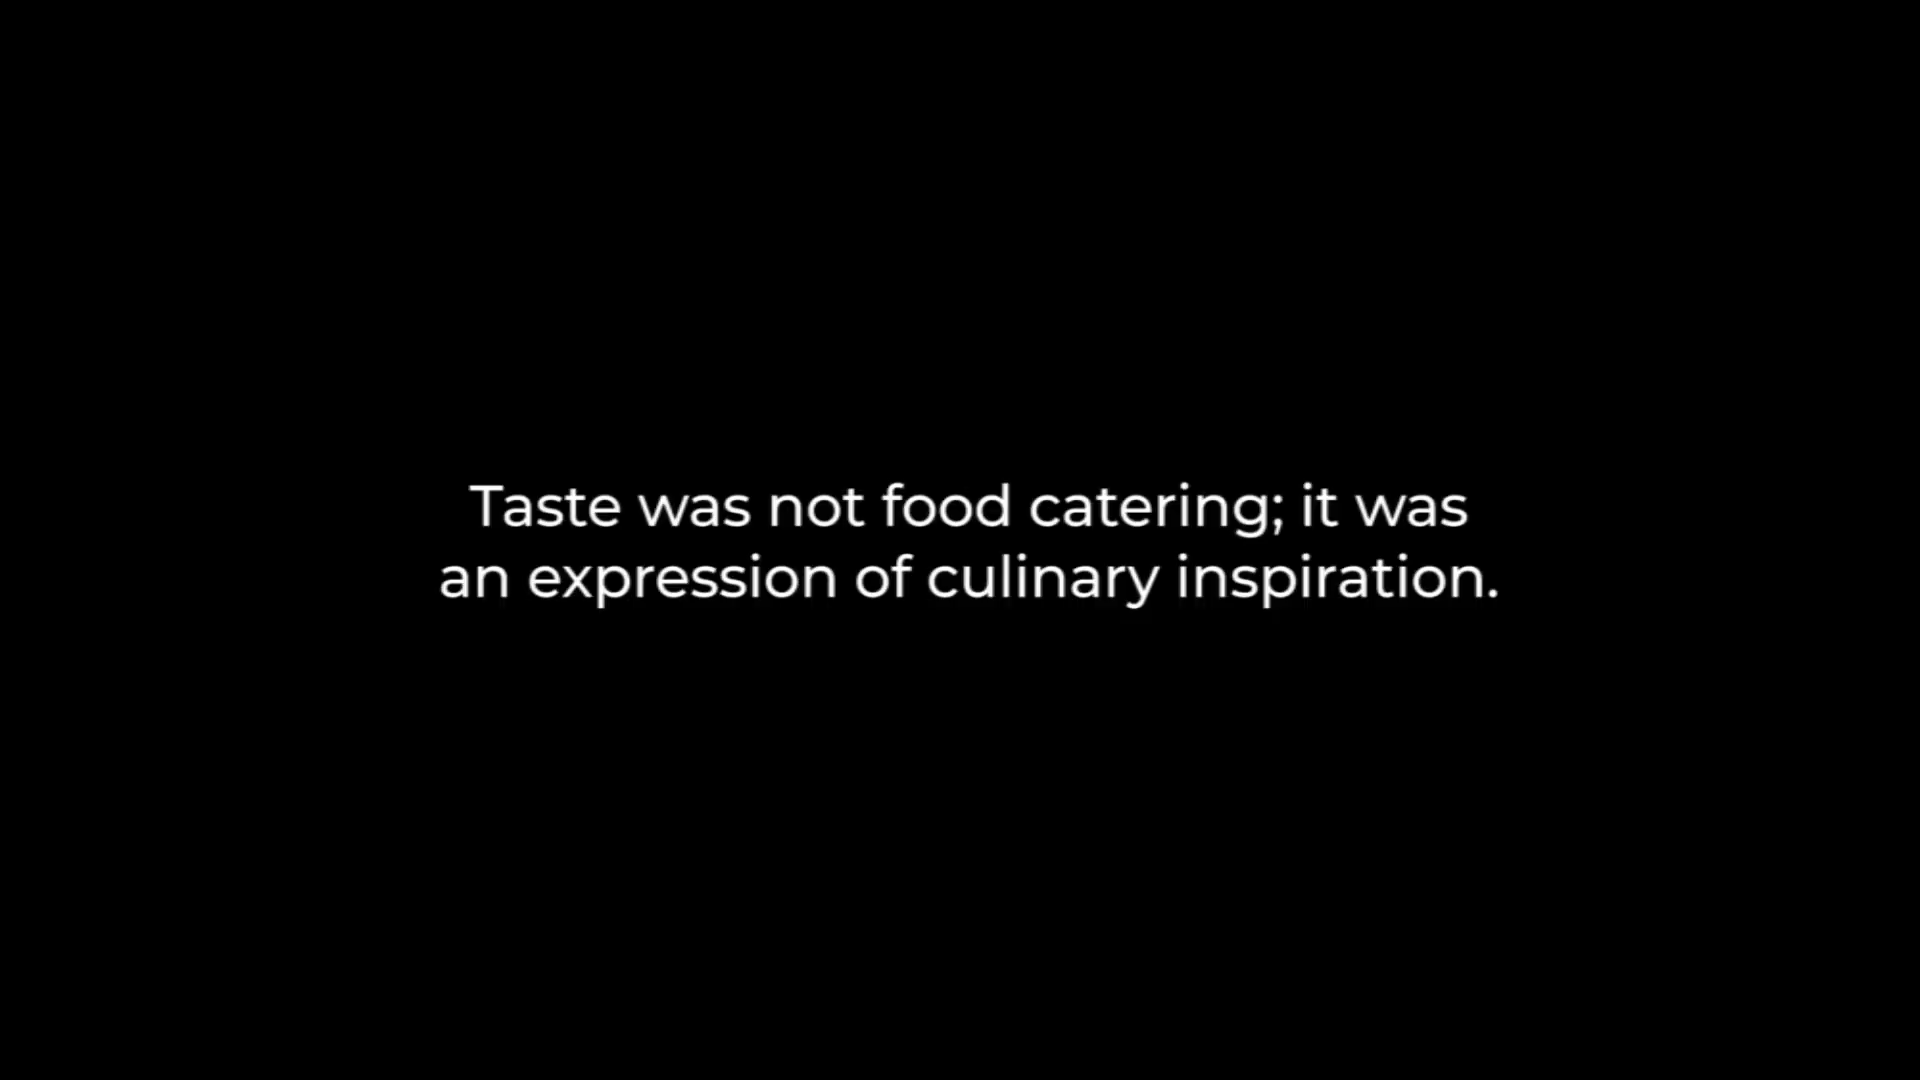 Taste was not food catering; it was
an expression of culinary inspiration.